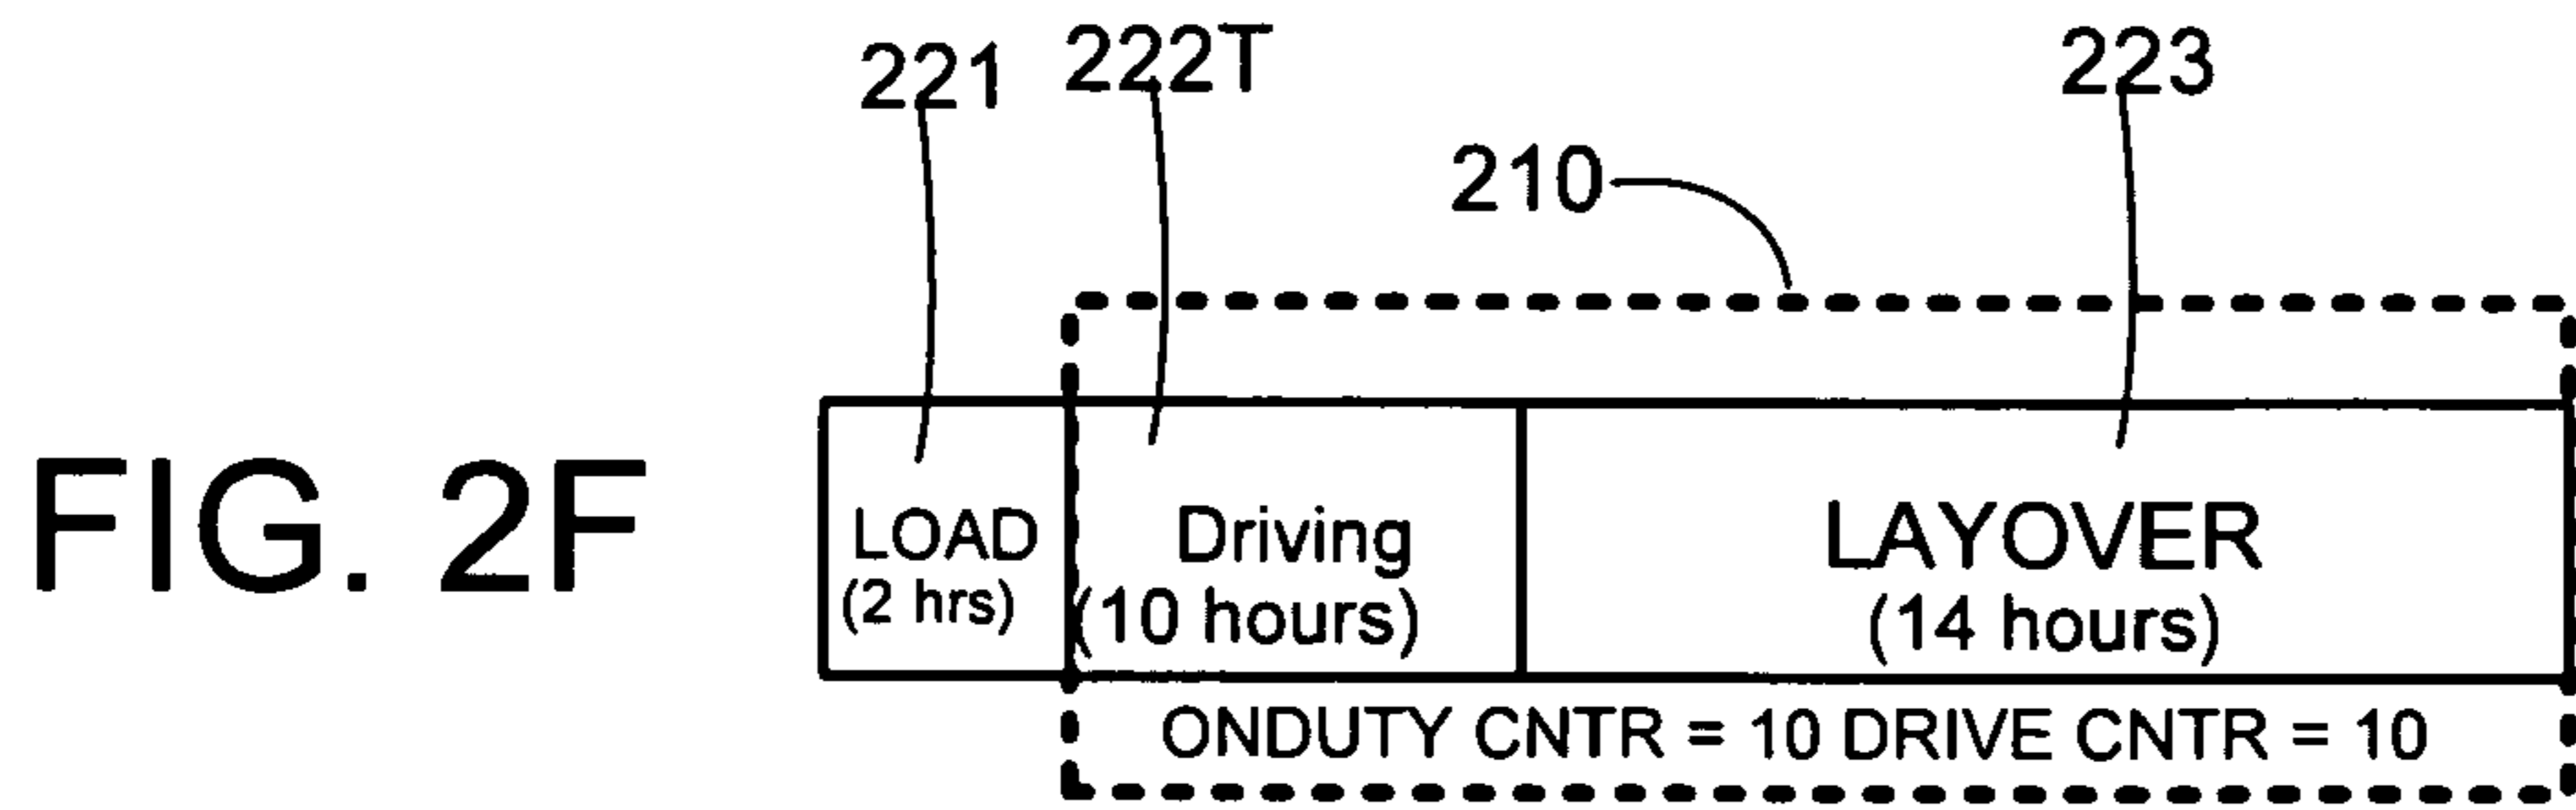 221 222T 223
210
FIG. 2F
LOAD
(2 hrs)
Driving
(10 hours)
LAYOVER
(14 hours)
ONDUTY CNTR = 10 DRIVE CNTR = 10